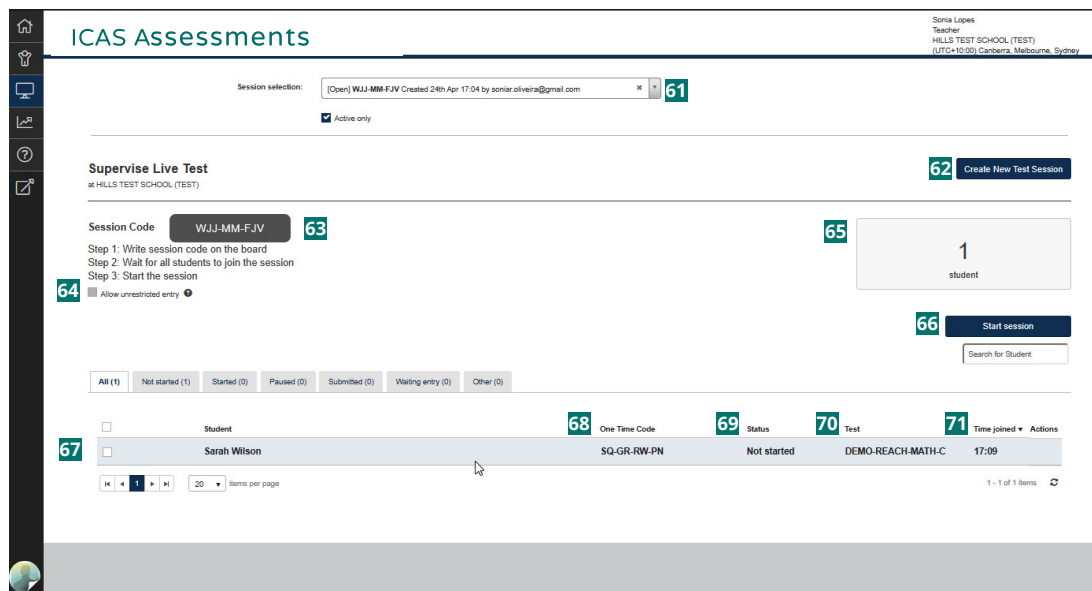 ICAS Assessments
Sonia Lopes
Teacher
HILLS TEST SCHOOL (TEST)
(UTC+10:00) Canberra, Melbourne, Sydney
Session selection:
[Open] WJJ-MM-FJV Created 24th Apr 17:04 by soniar.oliveira@gmail.com
61
Active only
Supervise Live Test
at HILLS TEST SCHOOL (TEST)
62
Create New Test Session
Session Code
WJJ-MM-FJV
63
Step 1: Write session code on the board
Step 2: Wait for all students to join the session
Step 3: Start the session
64
Allow unrestricted entry
65
1
student
66
Start session
Search for Student
All (1) Not started (1) Started (0) Paused (0) Submitted (0) Waiting entry (0) Other (0)
Student 68 One Time Code 69 Status 70 Test 71 Time joined Actions
67 Sarah Wilson SQ-GR-RW-PN Not started DEMO-REACH-MATH-C 17:09
1 20 items per page 1 - 1 of 1 items